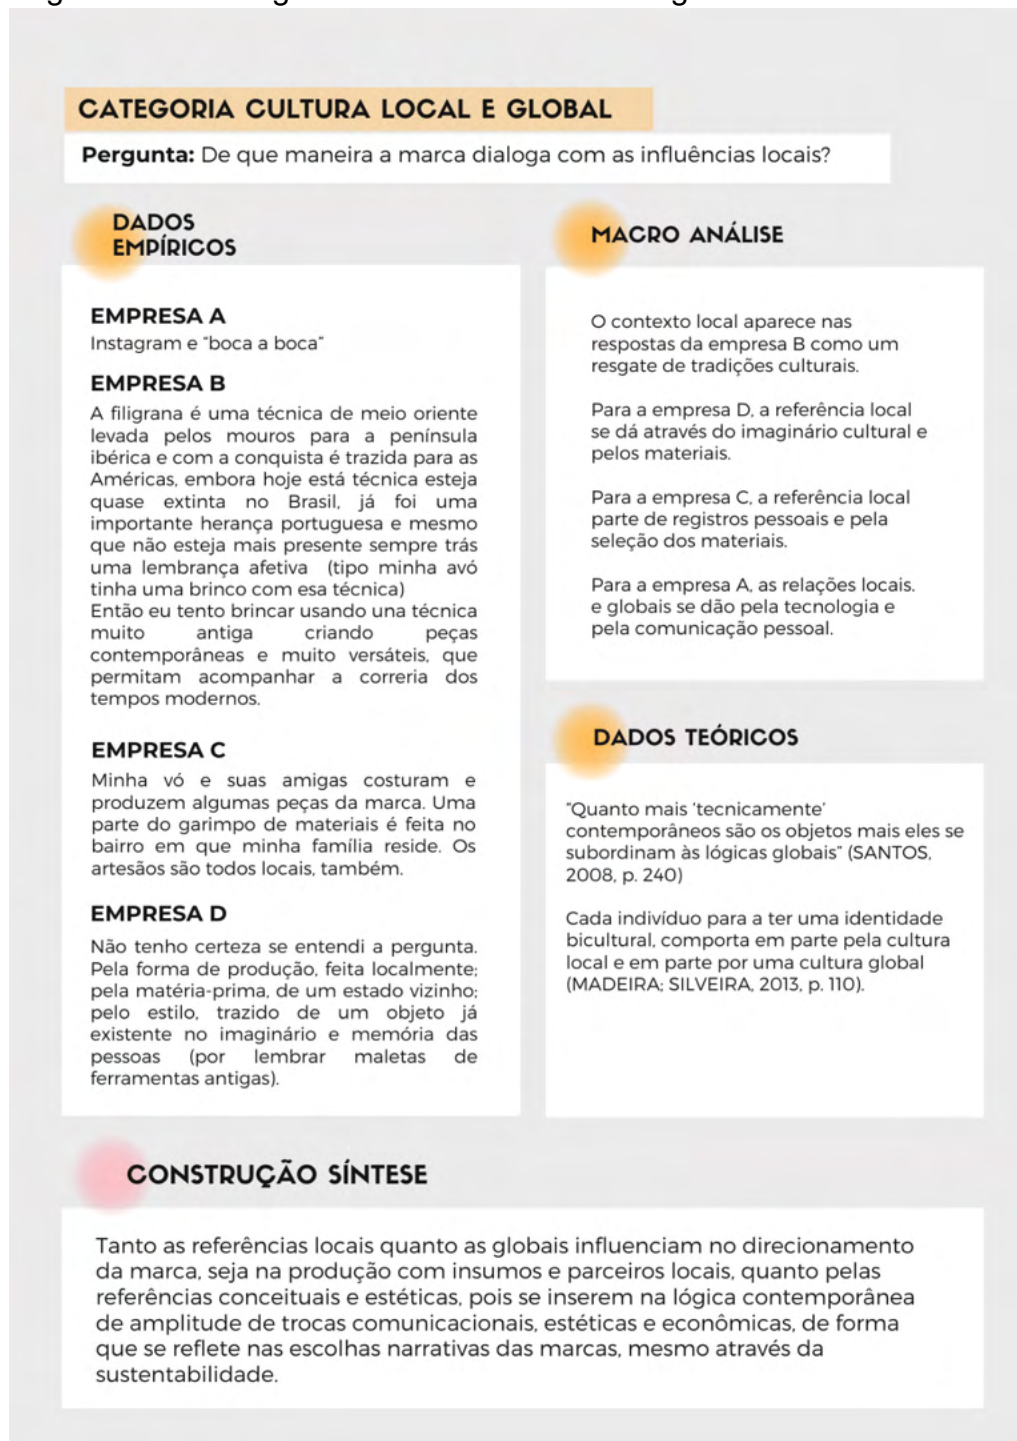 CATEGORIA CULTURA LOCAL E GLOBAL
Pergunta: De que maneira a marca dialoga com as influências locais?
DADOS
EMPÍRICOS
EMPRESA A
Instagram e “boca a boca”
EMPRESA B
A filigrana é uma técnica de meio oriente
levada pelos mouros para a península
ibérica e com a conquista é trazida para as
Américas, embora hoje está técnica esteja
quase extinta no Brasil, já foi uma
importante herança portuguesa e mesmo
que não esteja mais presente sempre trás
uma lembrança afetiva (tipo minha avó
tinha uma brinco com esa técnica)
Então eu tento brincar usando una técnica
muito antiga criando peças
contemporâneas e muito versáteis, que
permitam acompanhar a correria dos
tempos modernos.
EMPRESA C
Minha vó e suas amigas costuram e
produzem algumas peças da marca. Uma
parte do garimpo de materiais é feita no
bairro em que minha família reside. Os
artesãos são todos locais, também.
EMPRESA D
Não tenho certeza se entendi a pergunta.
Pela forma de produção, feita localmente;
pela matéria-prima, de um estado vizinho;
pelo estilo, trazido de um objeto já
existente no imaginário e memória das
pessoas (por lembrar maletas de
ferramentas antigas).
MACRO ANÁLISE
O contexto local aparece nas
respostas da empresa B como um
resgate de tradições culturais.
Para a empresa D, a referência local
se dá através do imaginário cultural e
pelos materiais.
Para a empresa C, a referência local
parte de registros pessoais e pela
seleção dos materiais.
Para a empresa A, as relações locais.
e globais se dão pela tecnologia e
pela comunicação pessoal.
DADOS TEÓRICOS
“Quanto mais ‘tecnicamente’
contemporâneos são os objetos mais eles se
subordinam às lógicas globais” (SANTOS,
2008, p. 240)
Cada indivíduo para a ter uma identidade
bicultural, comporta em parte pela cultura
local e em parte por uma cultura global
(MADEIRA; SILVEIRA, 2013, p. 110).
CONSTRUÇÃO SÍNTESE
Tanto as referências locais quanto as globais influenciam no direcionamento
da marca, seja na produção com insumos e parceiros locais, quanto pelas
referências conceituais e estéticas, pois se inserem na lógica contemporânea
de amplitude de trocas comunicacionais, estéticas e econômicas, de forma
que se reflete nas escolhas narrativas das marcas, mesmo através da
sustentabilidade.